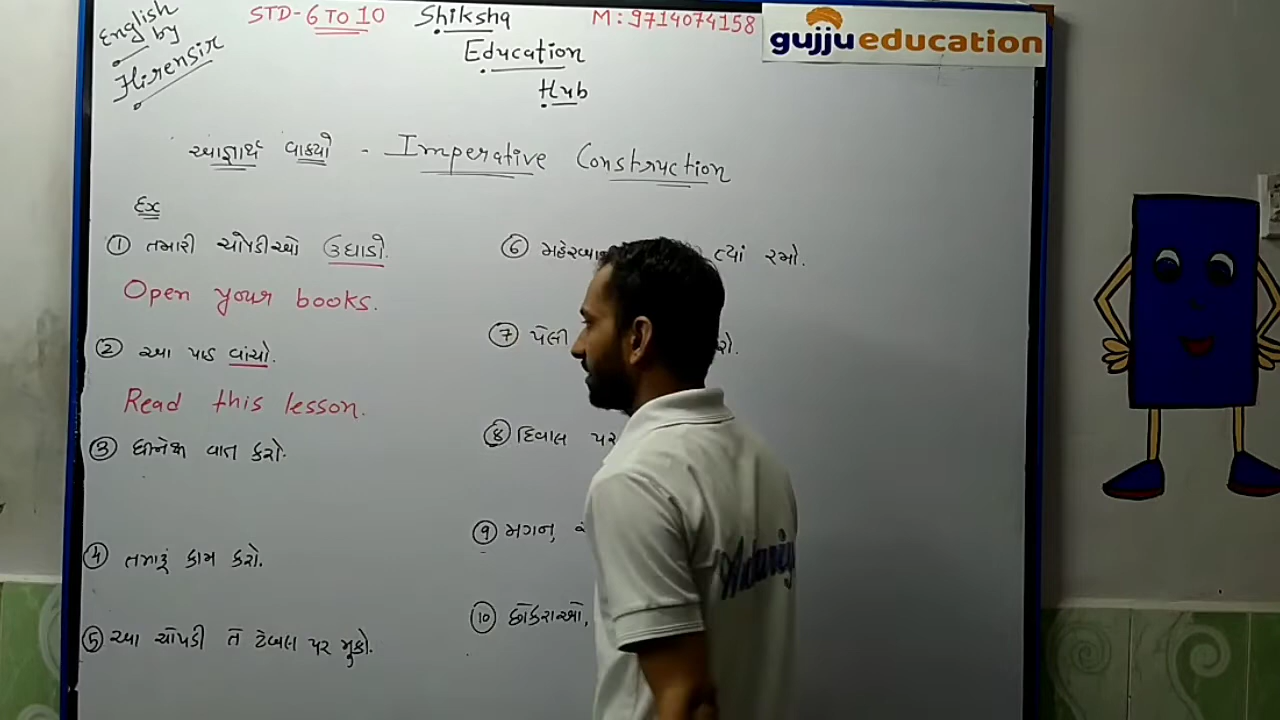 English by Hirensir
STD-6 TO 10
Shiksha
Education
Hub
M: 9714074158
gujjueducation
આજ્ઞાર્થ વાક્યો - Imperative Construction
Ex
① તમારી ચોપડીઓ ઉઘાડો.
Open your books.
② આ પાઠ વાંચો.
Read this lesson.
③ ધીમેથી વાત કરો.
④ તમારૂં કામ કરો.
⑤ આ ચોપડી તે ટેબલ પર મૂકો.
⑥ ત્યાં રમો.
⑦ પેલી
⑧ દિવાલ પર
⑨ મગન,
⑩ છોકરાઓ,